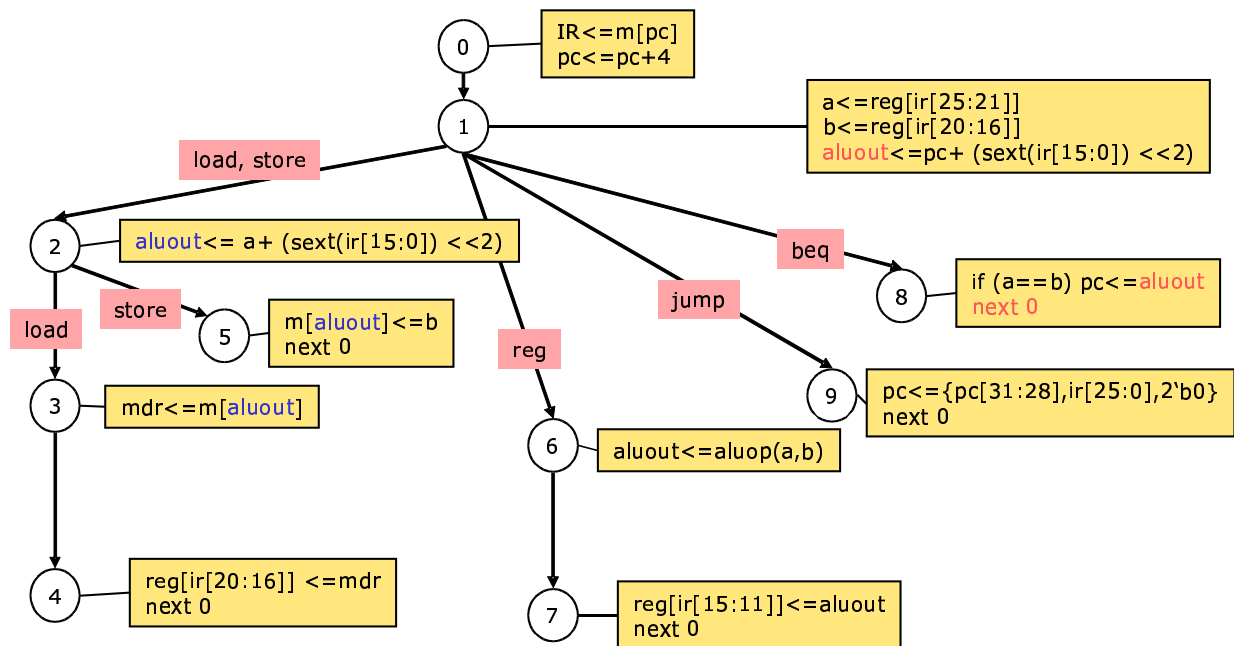 0
IR<=m[pc]
pc<=pc+4
1
a<=reg[ir[25:21]]
b<=reg[ir[20:16]]
aluout<=pc+ (sext(ir[15:0]) <<2)
load, store
2
aluout<= a+ (sext(ir[15:0]) <<2)
beq
8
if (a==b) pc<=aluout
next 0
store
load
5
m[aluout]<=b
next 0
jump
reg
3
mdr<=m[aluout]
9
pc<={pc[31:28],ir[25:0],2‘b0}
next 0
6
aluout<=aluop(a,b)
4
reg[ir[20:16]] <=mdr
next 0
7
reg[ir[15:11]]<=aluout
next 0